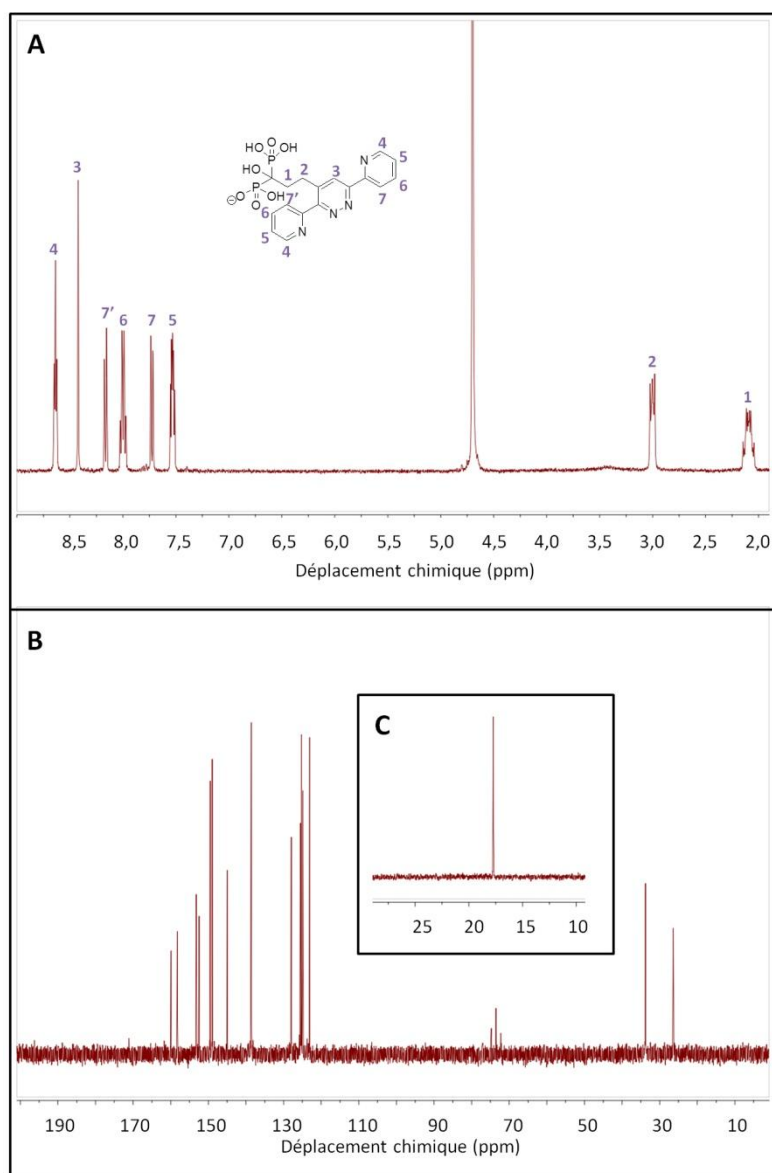 A
O
HO OH
P
HO
1
2
3
N
4
5
6
7
P
⊖O OH
O
7'
N
N
6
5
N
4
4
3
7'
6
7
5
2
1
8,5 8,0 7,5 7,0 6,5 6,0 5,5 5,0 4,5 4,0 3,5 3,0 2,5 2,0
Déplacement chimique (ppm)
B
C
25 20 15 10
190 170 150 130 110 90 70 50 30 10
Déplacement chimique (ppm)